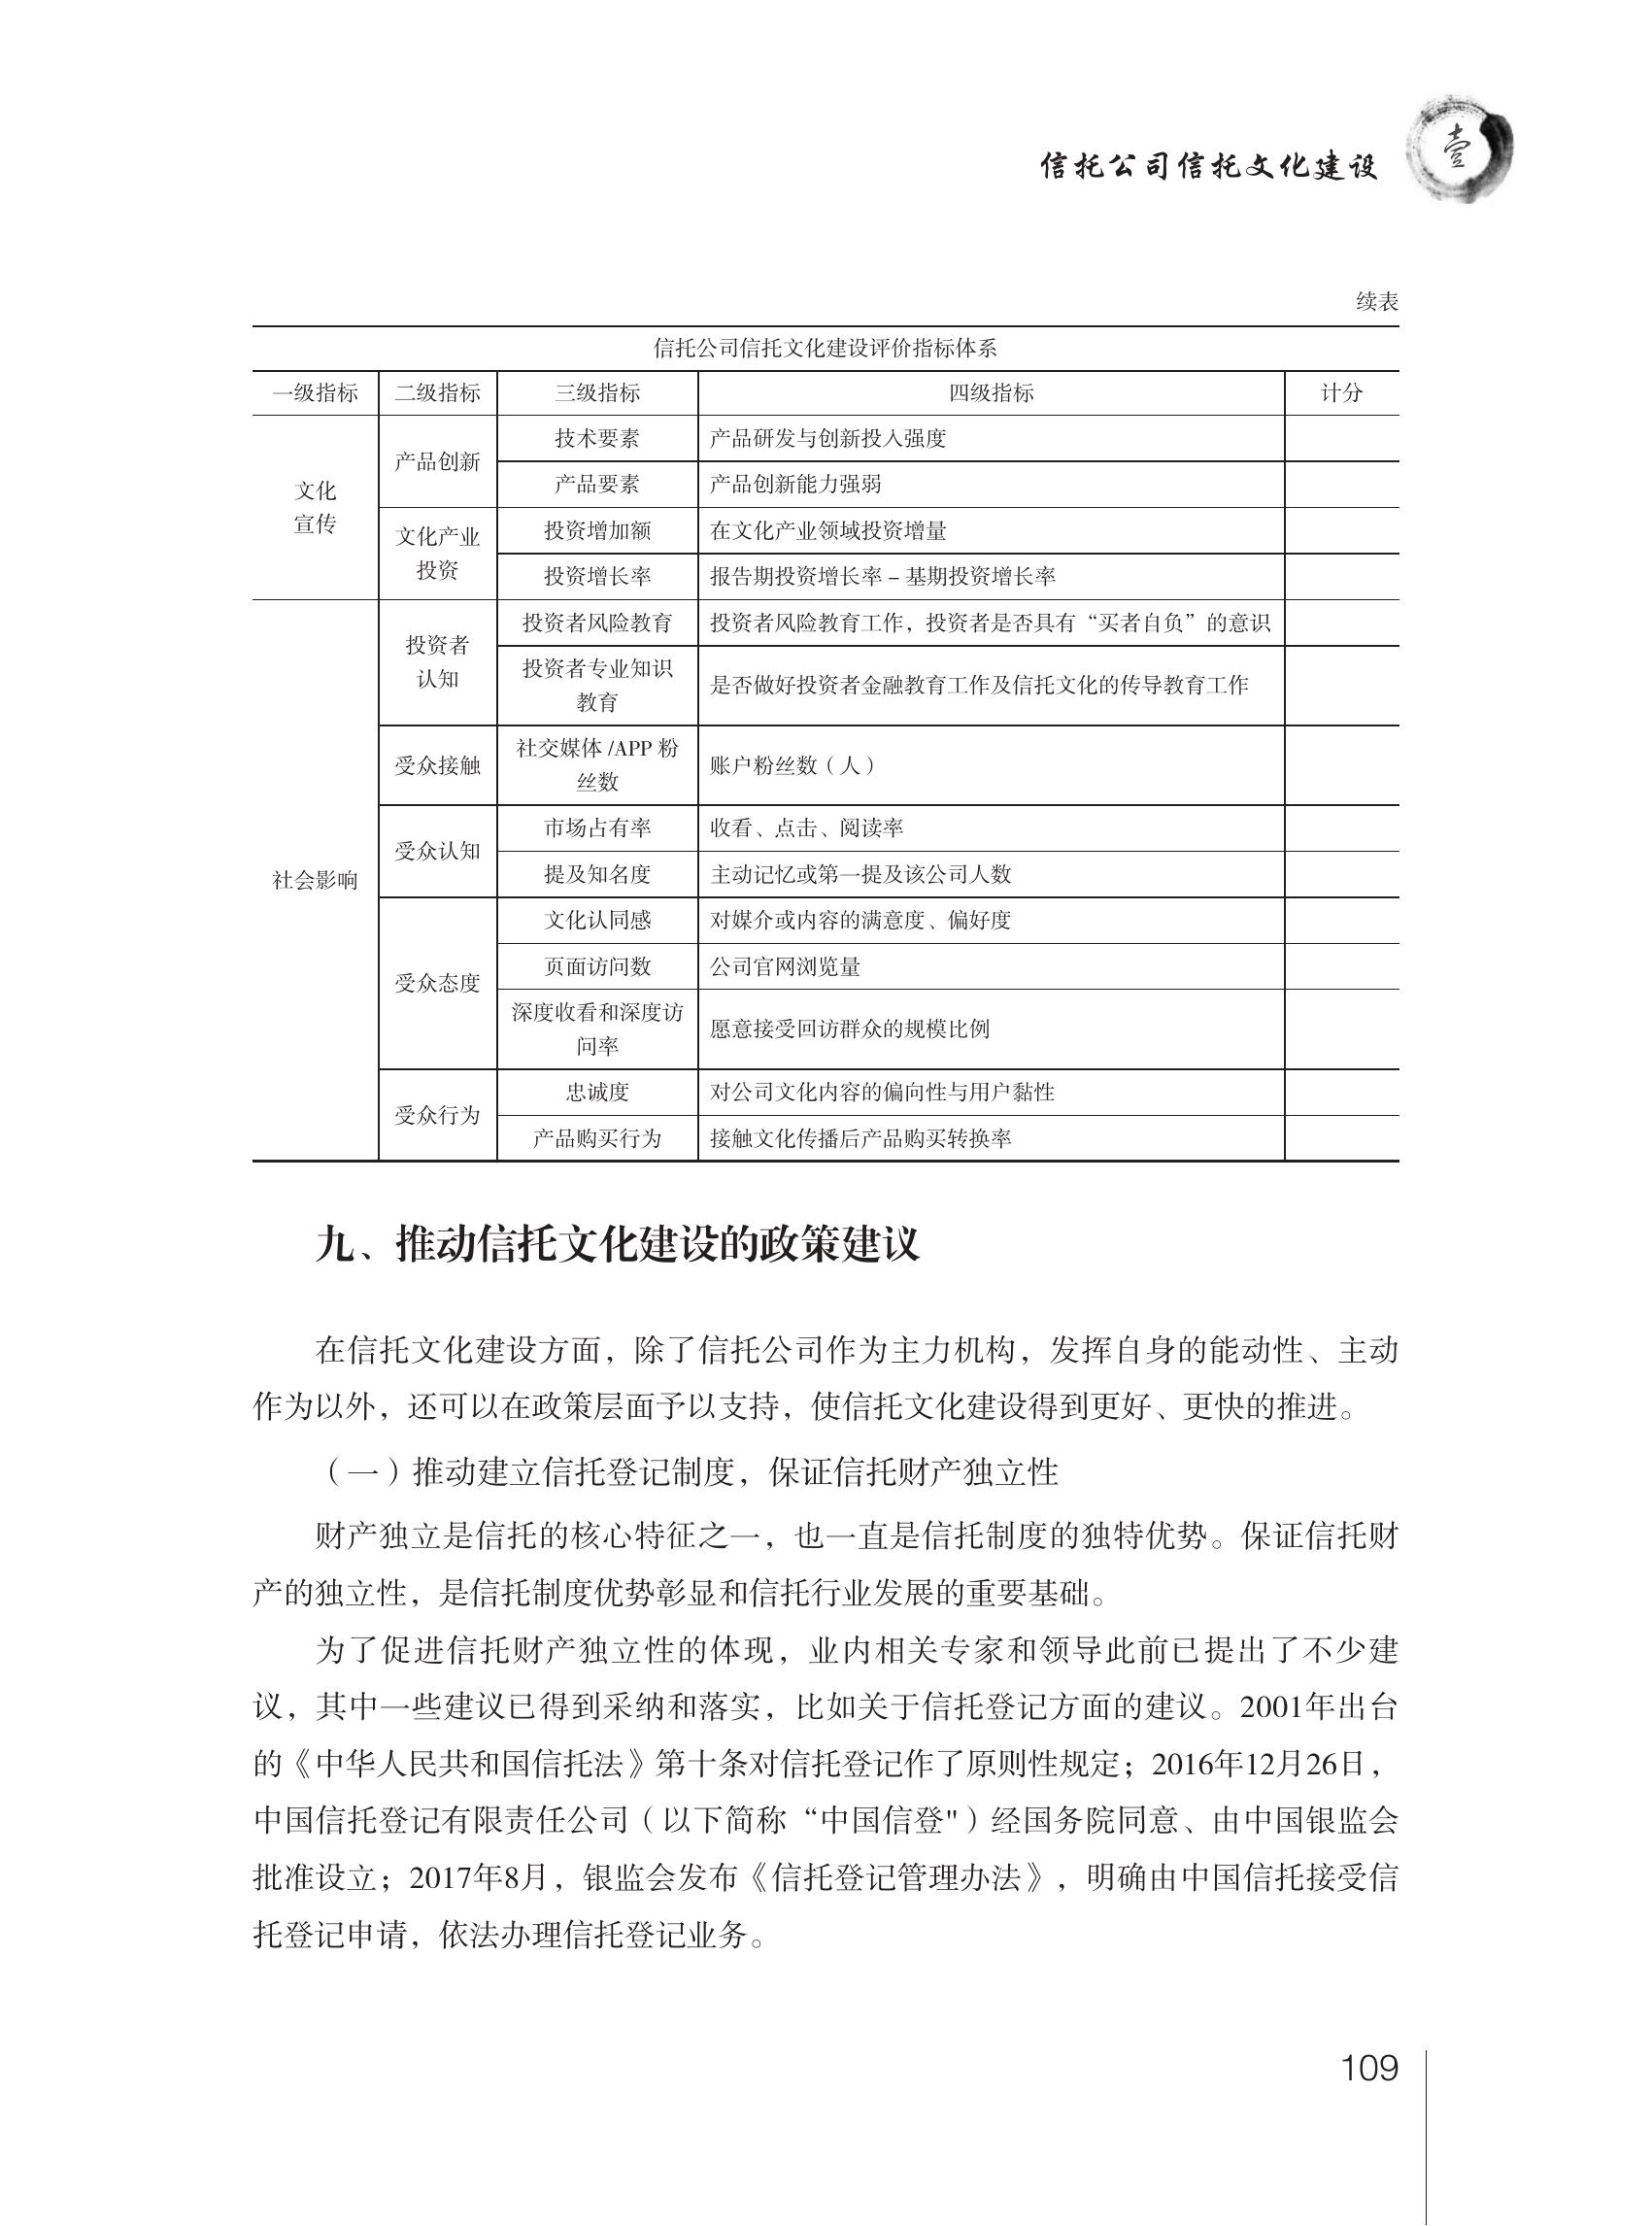 信托公司信托文化建设
壹
续表
信托公司信托文化建设评价指标体系
一级指标 二级指标 三级指标 四级指标 计分
文化
宣传
产品创新
技术要素 产品研发与创新投入强度
产品要素 产品创新能力强弱
文化产业
投资
投资增加额 在文化产业领域投资增量
投资增长率 报告期投资增长率－基期投资增长率
社会影响
投资者
认知
投资者风险教育 投资者风险教育工作，投资者是否具有“买者自负”的意识
投资者专业知识
教育
是否做好投资者金融教育工作及信托文化的传导教育工作
受众接触
社交媒体 /APP 粉
丝数
账户粉丝数（人）
受众认知
市场占有率 收看、点击、阅读率
提及知名度 主动记忆或第一提及该公司人数
受众态度
文化认同感 对媒介或内容的满意度、偏好度
页面访问数 公司官网浏览量
深度收看和深度访
问率
愿意接受回访群众的规模比例
受众行为
忠诚度 对公司文化内容的偏向性与用户黏性
产品购买行为 接触文化传播后产品购买转换率
九、推动信托文化建设的政策建议
在信托文化建设方面，除了信托公司作为主力机构，发挥自身的能动性、主动
作为以外，还可以在政策层面予以支持，使信托文化建设得到更好、更快的推进。
（一）推动建立信托登记制度，保证信托财产独立性
财产独立是信托的核心特征之一，也一直是信托制度的独特优势。保证信托财
产的独立性，是信托制度优势彰显和信托行业发展的重要基础。
为了促进信托财产独立性的体现，业内相关专家和领导此前已提出了不少建
议，其中一些建议已得到采纳和落实，比如关于信托登记方面的建议。2001年出台
的《中华人民共和国信托法》第十条对信托登记作了原则性规定；2016年12月26日，
中国信托登记有限责任公司（以下简称“中国信登"）经国务院同意、由中国银监会
批准设立；2017年8月，银监会发布《信托登记管理办法》，明确由中国信托接受信
托登记申请，依法办理信托登记业务。
109